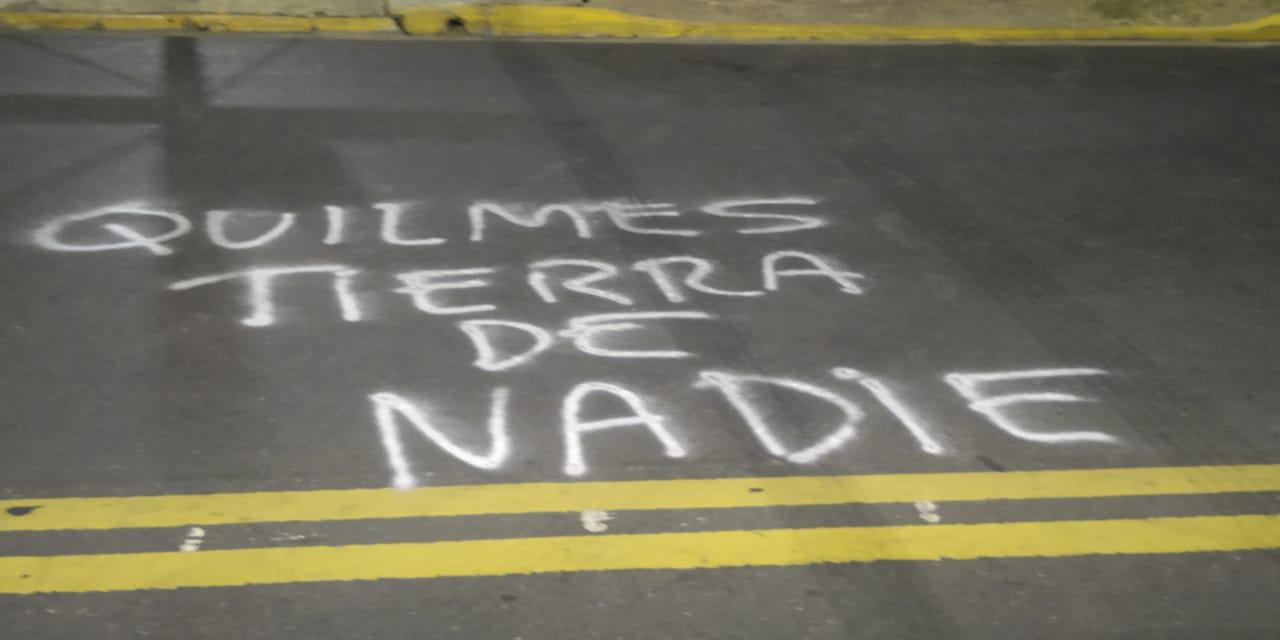 QUILMES
TIERRA
DE
NADIE